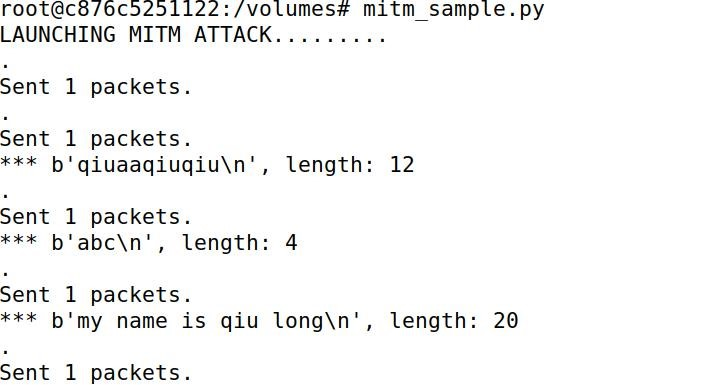 root@c876c5251122:/volumes# mitm_sample.py
LAUNCHING MITM ATTACK.........
.
Sent 1 packets.
.
Sent 1 packets.
*** b'qiuaaqiuqiu\n', length: 12
.
Sent 1 packets.
*** b'abc\n', length: 4
.
Sent 1 packets.
*** b'my name is qiu long\n', length: 20
.
Sent 1 packets.